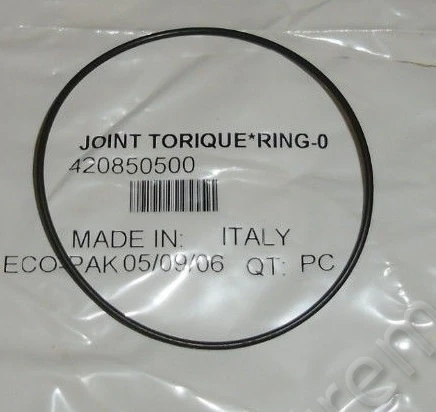 JOINT TORIQUE*RING-0
420850500
MADE IN: ITALY
ECO-PAK 05/09/06 QT: PC